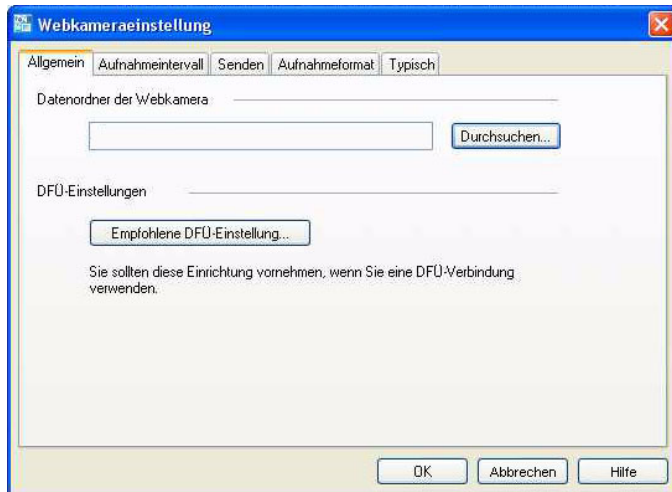 Webkameraeinstellung
Allgemein Aufnahmeintervall Senden Aufnahmeformat Typisch
Datenordner der Webkamera
Durchsuchen...
DFÜ-Einstellungen
Empfohlene DFÜ-Einstellung...
Sie sollten diese Einrichtung vornehmen, wenn Sie eine DFÜ-Verbindung
verwenden.
OK Abbrechen Hilfe